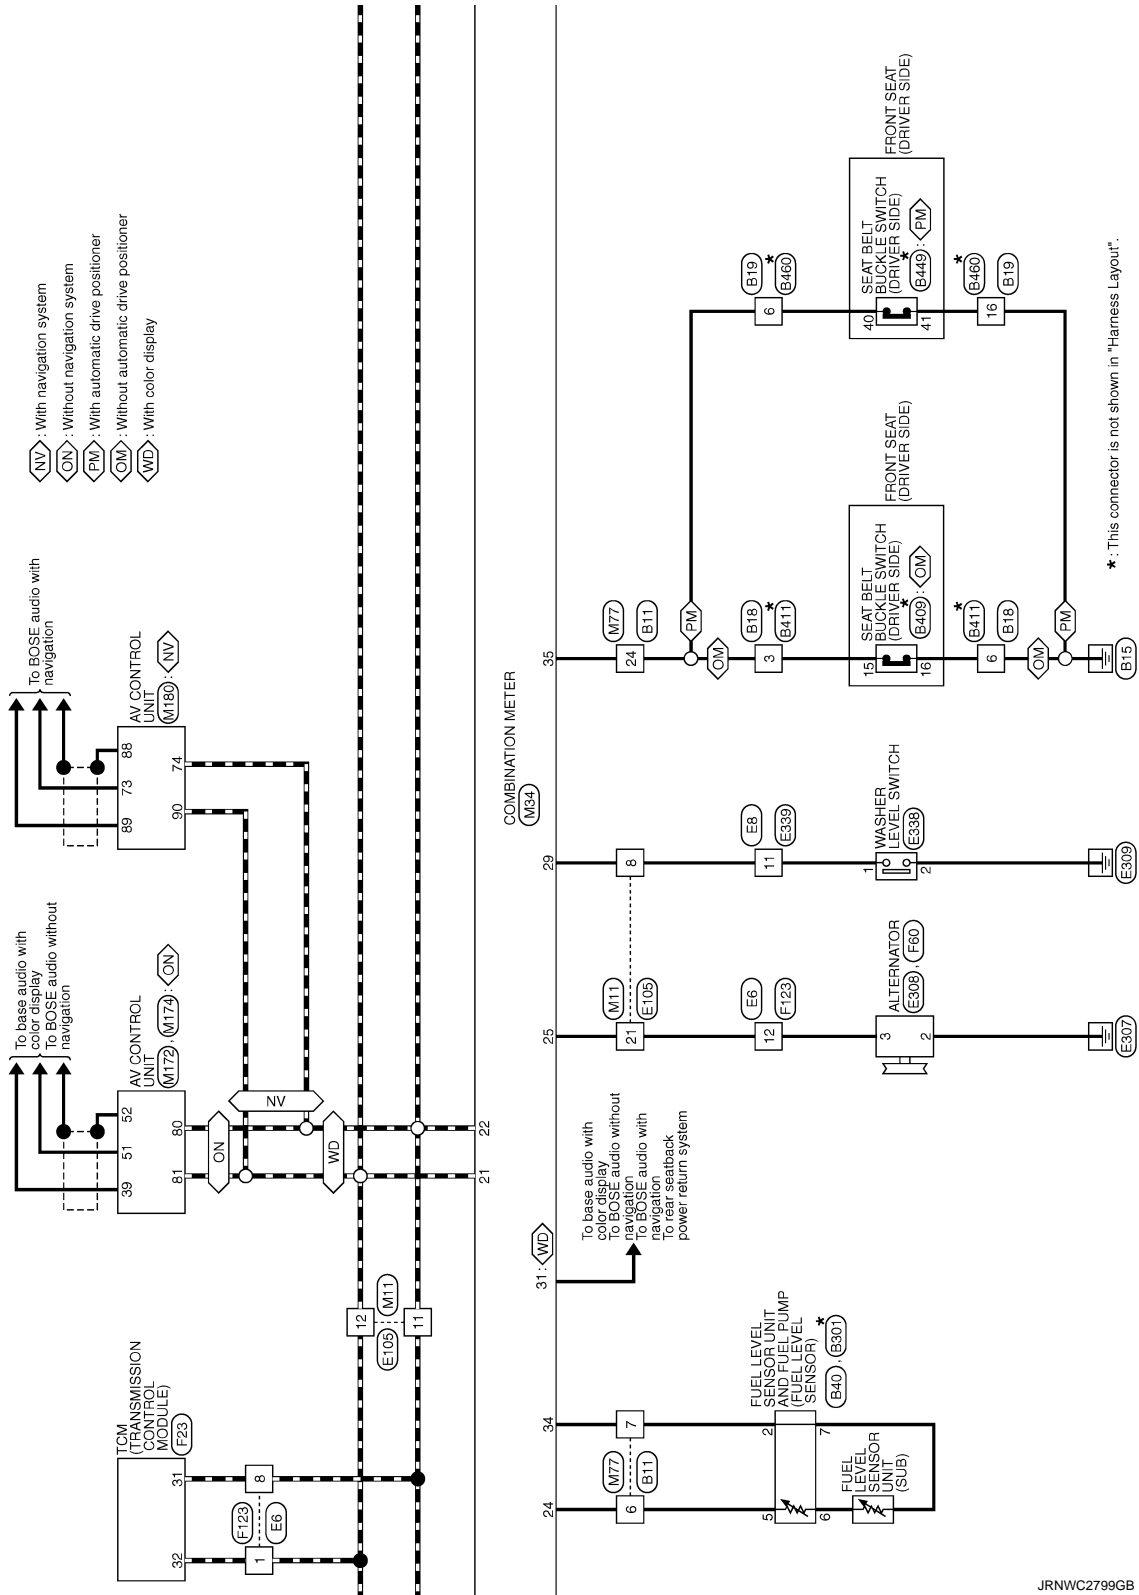 NV : With navigation system
ON : Without navigation system
PM : With automatic drive positioner
OM : Without automatic drive positioner
WD : With color display
TCM
(TRANSMISSION
CONTROL
MODULE)
F23
32
31
F123
E6
1
8
12
11
M11
E105
To base audio with
color display
To BOSE audio without
navigation
AV CONTROL
UNIT
M172 , M174 : ON
39
51
52
81
80
ON
NV
WD
21
22
To BOSE audio with
navigation
AV CONTROL
UNIT
M180 : NV
89
73
88
90
74
COMBINATION METER
M34
24
34
M77
B11
6
7
FUEL LEVEL
SENSOR UNIT
AND FUEL PUMP
(FUEL LEVEL
SENSOR)
B40 , B301 *
5
2
6
7
FUEL
LEVEL
SENSOR
UNIT
(SUB)
31 : WD
To base audio with
color display
To BOSE audio without
navigation
To BOSE audio with
navigation
To rear seatback
power return system
25
M11
E105
21
E6
F123
12
ALTERNATOR
E308 , F60
3
2
E307
29
8
E8
E339
11
WASHER
LEVEL SWITCH
E338
1
2
E309
35
M77
B11
24
PM
OM
B18
B411 *
3
FRONT SEAT
(DRIVER SIDE)
SEAT BELT
BUCKLE SWITCH
(DRIVER SIDE)
B409 * : OM
15
16
B411 *
B18
6
OM
PM
B15
B19
B460 *
6
FRONT SEAT
(DRIVER SIDE)
SEAT BELT
BUCKLE SWITCH
(DRIVER SIDE)
B449 * : PM
40
41
B460 *
B19
16
* : This connector is not shown in "Harness Layout".
JRNWC2799GB